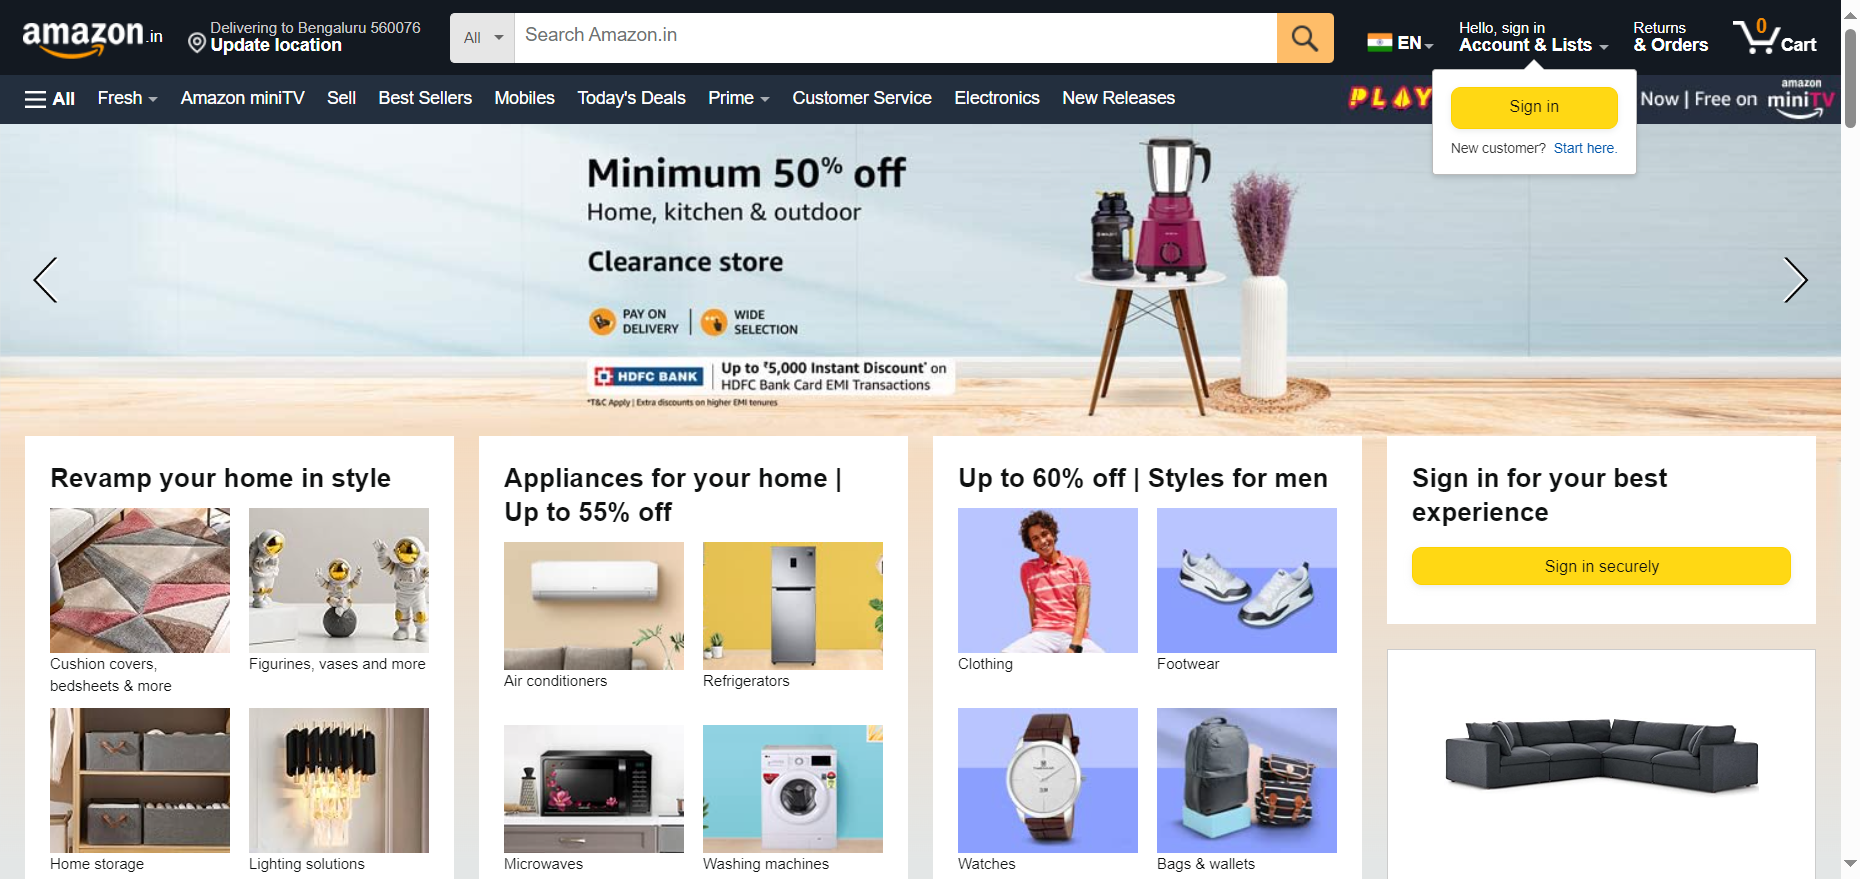 amazon.in
Delivering to Bengaluru 560076
Update location
All
Search Amazon.in
EN
Hello, sign in
Account & Lists
Returns
& Orders
0
Cart
All
Fresh
Amazon miniTV
Sell
Best Sellers
Mobiles
Today's Deals
Prime
Customer Service
Electronics
New Releases
PLAY
Now | Free on
amazon
miniTV
Sign in
New customer? Start here.
Minimum 50% off
Home, kitchen & outdoor
Clearance store
PAY ON
DELIVERY
WIDE
SELECTION
HDFC BANK
Up to ₹5,000 Instant Discount* on
HDFC Bank Card EMI Transactions
*T&C Apply | Extra discounts on higher EMI tenures
Revamp your home in style
Cushion covers,
bedsheets & more
Figurines, vases and more
Home storage
Lighting solutions
Appliances for your home |
Up to 55% off
Air conditioners
Refrigerators
Microwaves
Washing machines
Up to 60% off | Styles for men
Clothing
Footwear
Watches
Bags & wallets
Sign in for your best
experience
Sign in securely